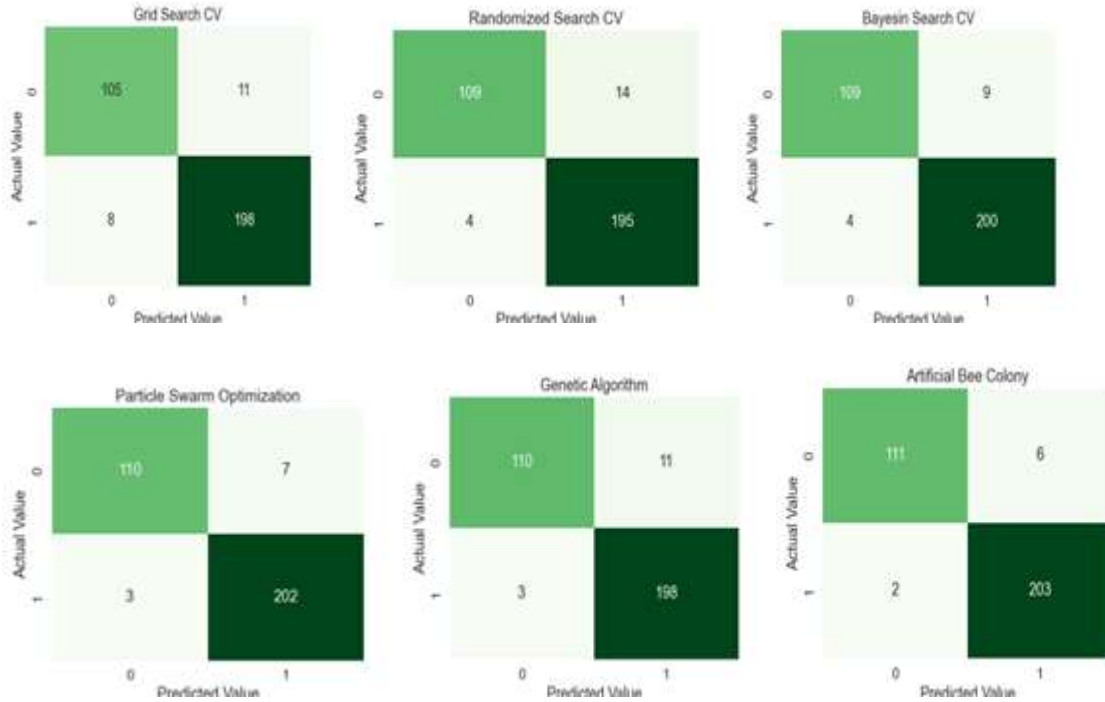 Grid Search CV
Randomized Search CV
Bayesin Search CV
Actual Value
0
105
11
1
8
198
0
1
Predicted Value
Actual Value
0
109
14
1
4
195
0
1
Predicted Value
Actual Value
0
109
9
1
4
200
0
1
Predicted Value
Particle Swarm Optimization
Genetic Algorithm
Artificial Bee Colony
Actual Value
0
110
7
1
3
202
0
1
Predicted Value
Actual Value
0
110
11
1
3
198
0
1
Predicted Value
Actual Value
0
111
6
1
2
203
0
1
Predicted Value